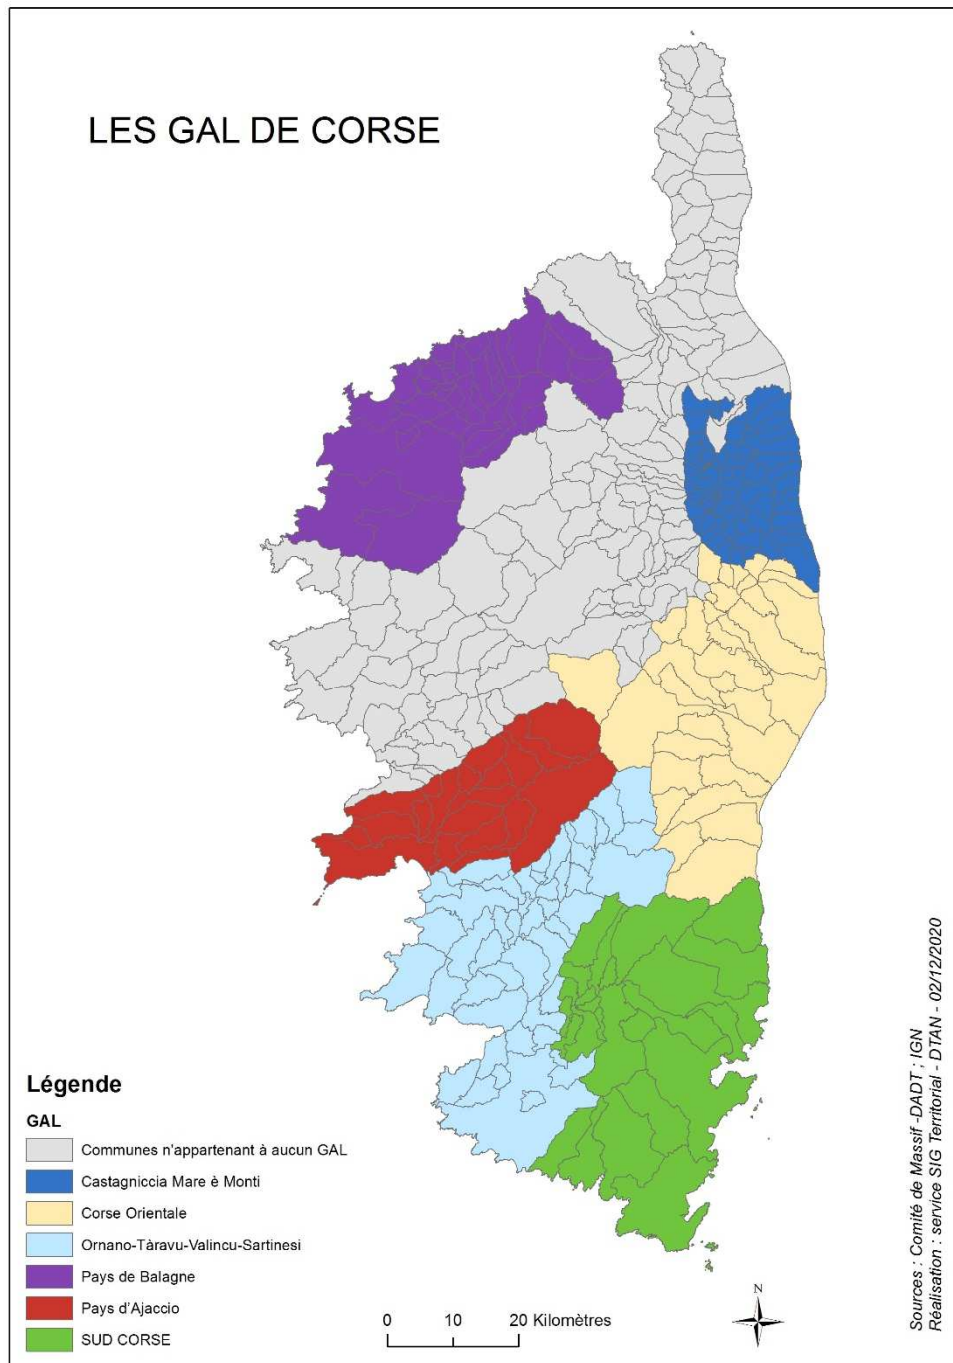 LES GAL DE CORSE
Légende
GAL
Communes n'appartenant à aucun GAL
Castagniccia Mare è Monti
Corse Orientale
Ornano-Tàravu-Valincu-Sartinesi
Pays de Balagne
Pays d'Ajaccio
SUD CORSE
0 10 20 Kilomètres
N
Sources : Comité de Massif -DADT ; IGN
Réalisation : service SIG Territorial - DTAN - 02/12/2020